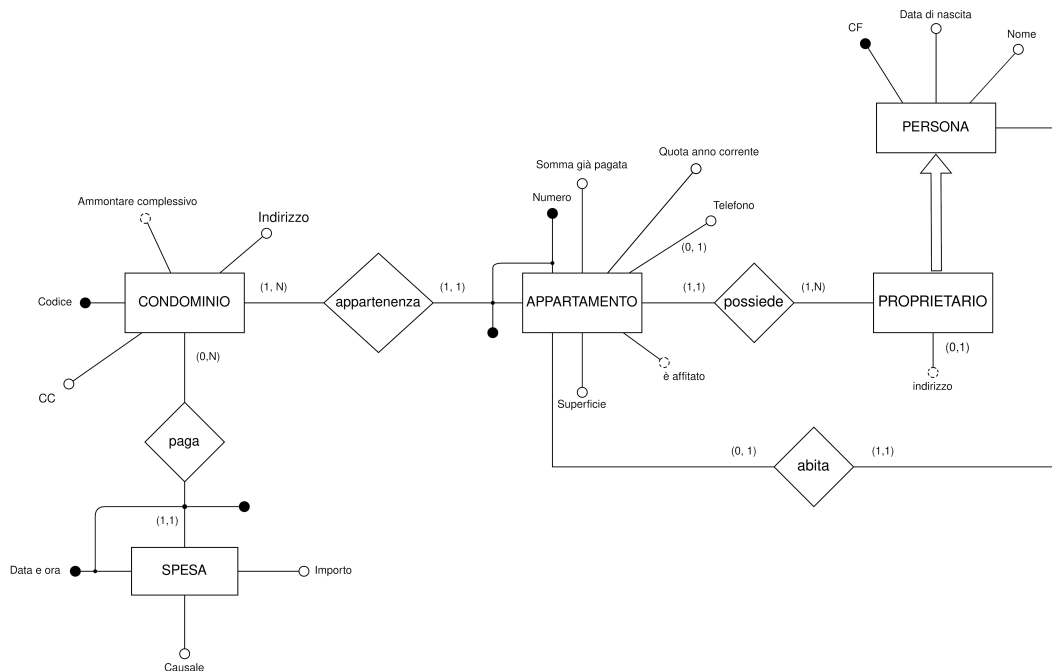 Data di nascita
CF
Nome
PERSONA
Quota anno corrente
Somma già pagata
Numero
Telefono
(0, 1)
Ammontare complessivo
Indirizzo
Codice
CONDOMINIO
(1, N)
appartenenza
(1, 1)
APPARTAMENTO
(1,1)
possiede
(1,N)
PROPRIETARIO
(0,N)
(0,1)
CC
è affitato
indirizzo
Superficie
paga
(0, 1)
abita
(1,1)
(1,1)
Data e ora
SPESA
Importo
Causale